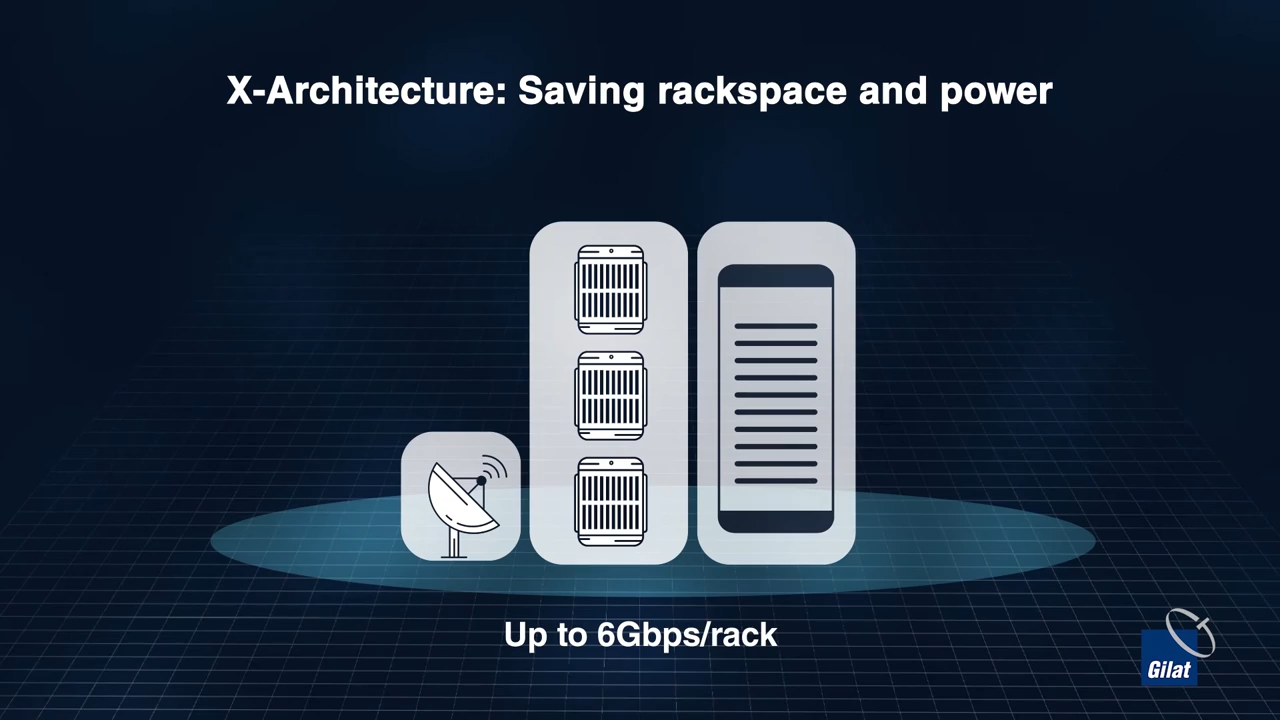 X-Architecture: Saving rackspace and power
Up to 6Gbps/rack
Gilat